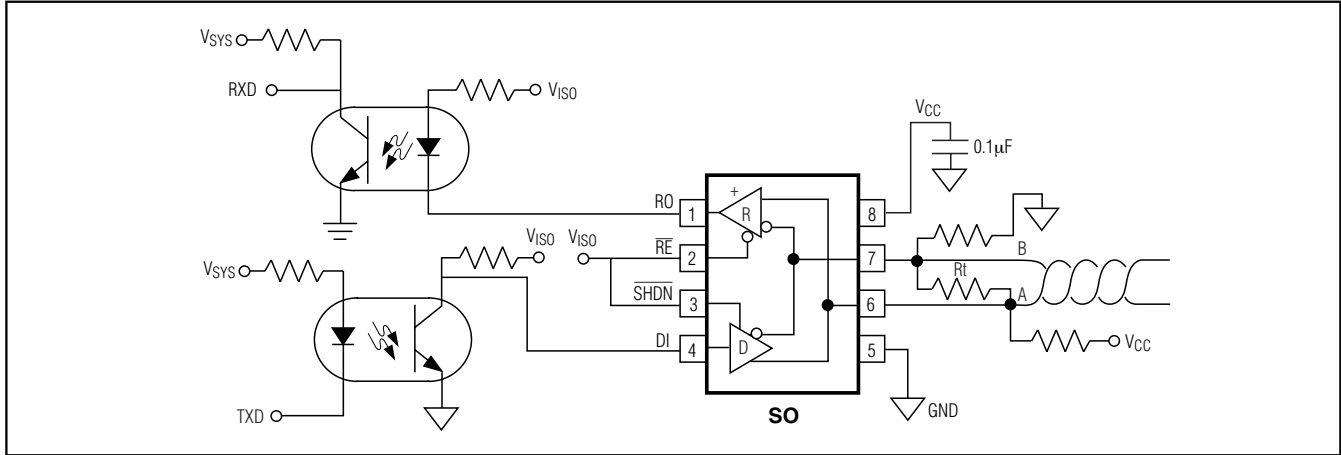 VSYS
RXD
VISO
VCC
0.1µF
RO
1
+
R
8
VISO
VISO
RE
2
7
B
Rt
VSYS
SHDN
3
6
A
DI
4
D
5
VCC
TXD
SO
GND